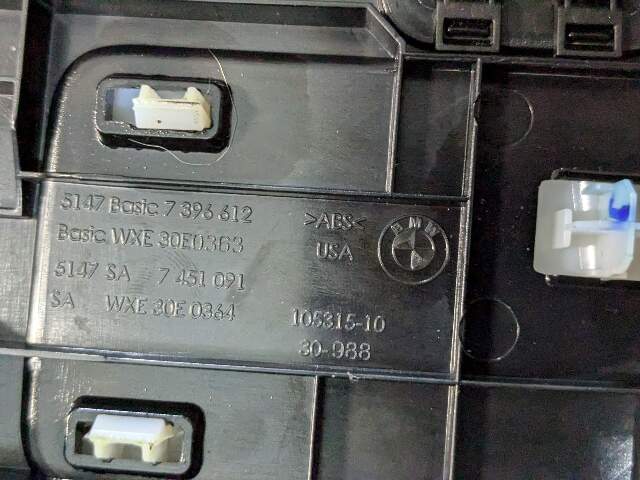 5147 Basic 7 396 612
Basic WXE 30E0363
5147 SA 7 451 091
SA WXE 30E 0364
>ABS<
USA
BMW
105315-10
30-988